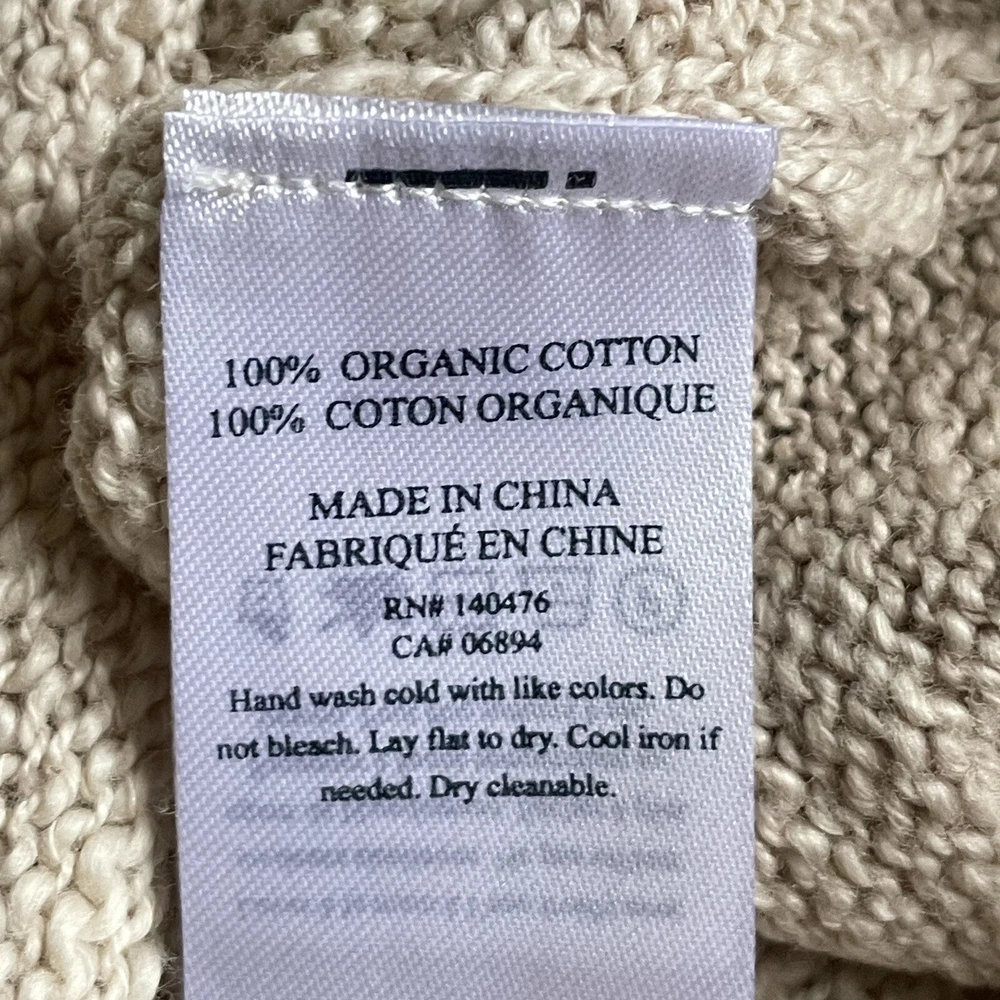 100% ORGANIC COTTON
100% COTON ORGANIQUE
MADE IN CHINA
FABRIQUÉ EN CHINE
RN# 140476
CA# 06894
Hand wash cold with like colors. Do
not bleach. Lay flat to dry. Cool iron if
needed. Dry cleanable.